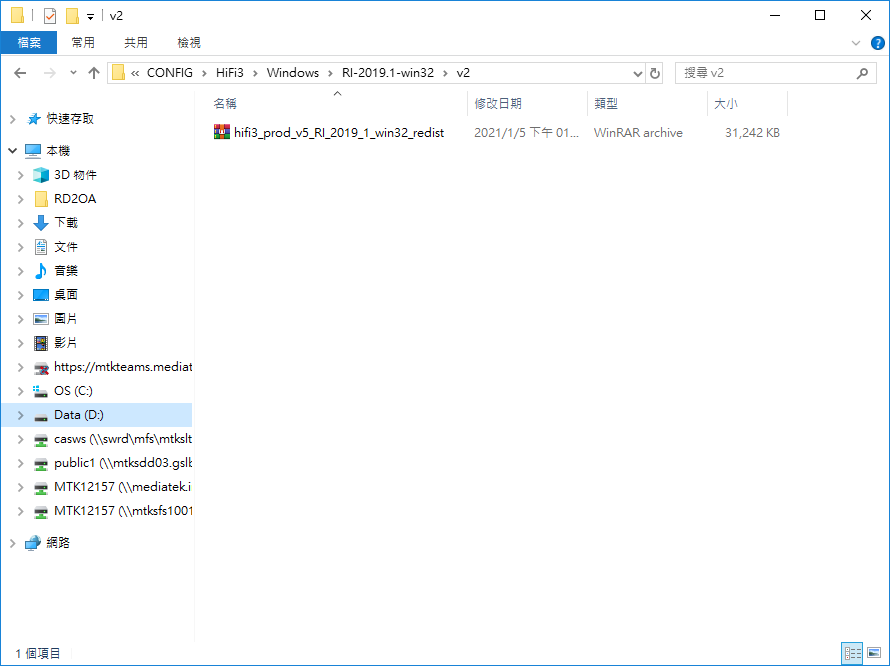 v2
檔案 常用 共用 檢視
« CONFIG › HiFi3 › Windows › RI-2019.1-win32 › v2
搜尋 v2
名稱 修改日期 類型 大小
hifi3_prod_v5_RI_2019_1_win32_redist 2021/1/5 下午 01... WinRAR archive 31,242 KB
快速存取
本機
3D 物件
RD2OA
下載
文件
音樂
桌面
圖片
影片
https://mtkteams.mediat
OS (C:)
Data (D:)
casws (\\swrd\mfs\mtkslt
public1 (\\mtksdd03.gslb
MTK12157 (\\mediatek.i
MTK12157 (\\mtksfs1001
網路
1 個項目